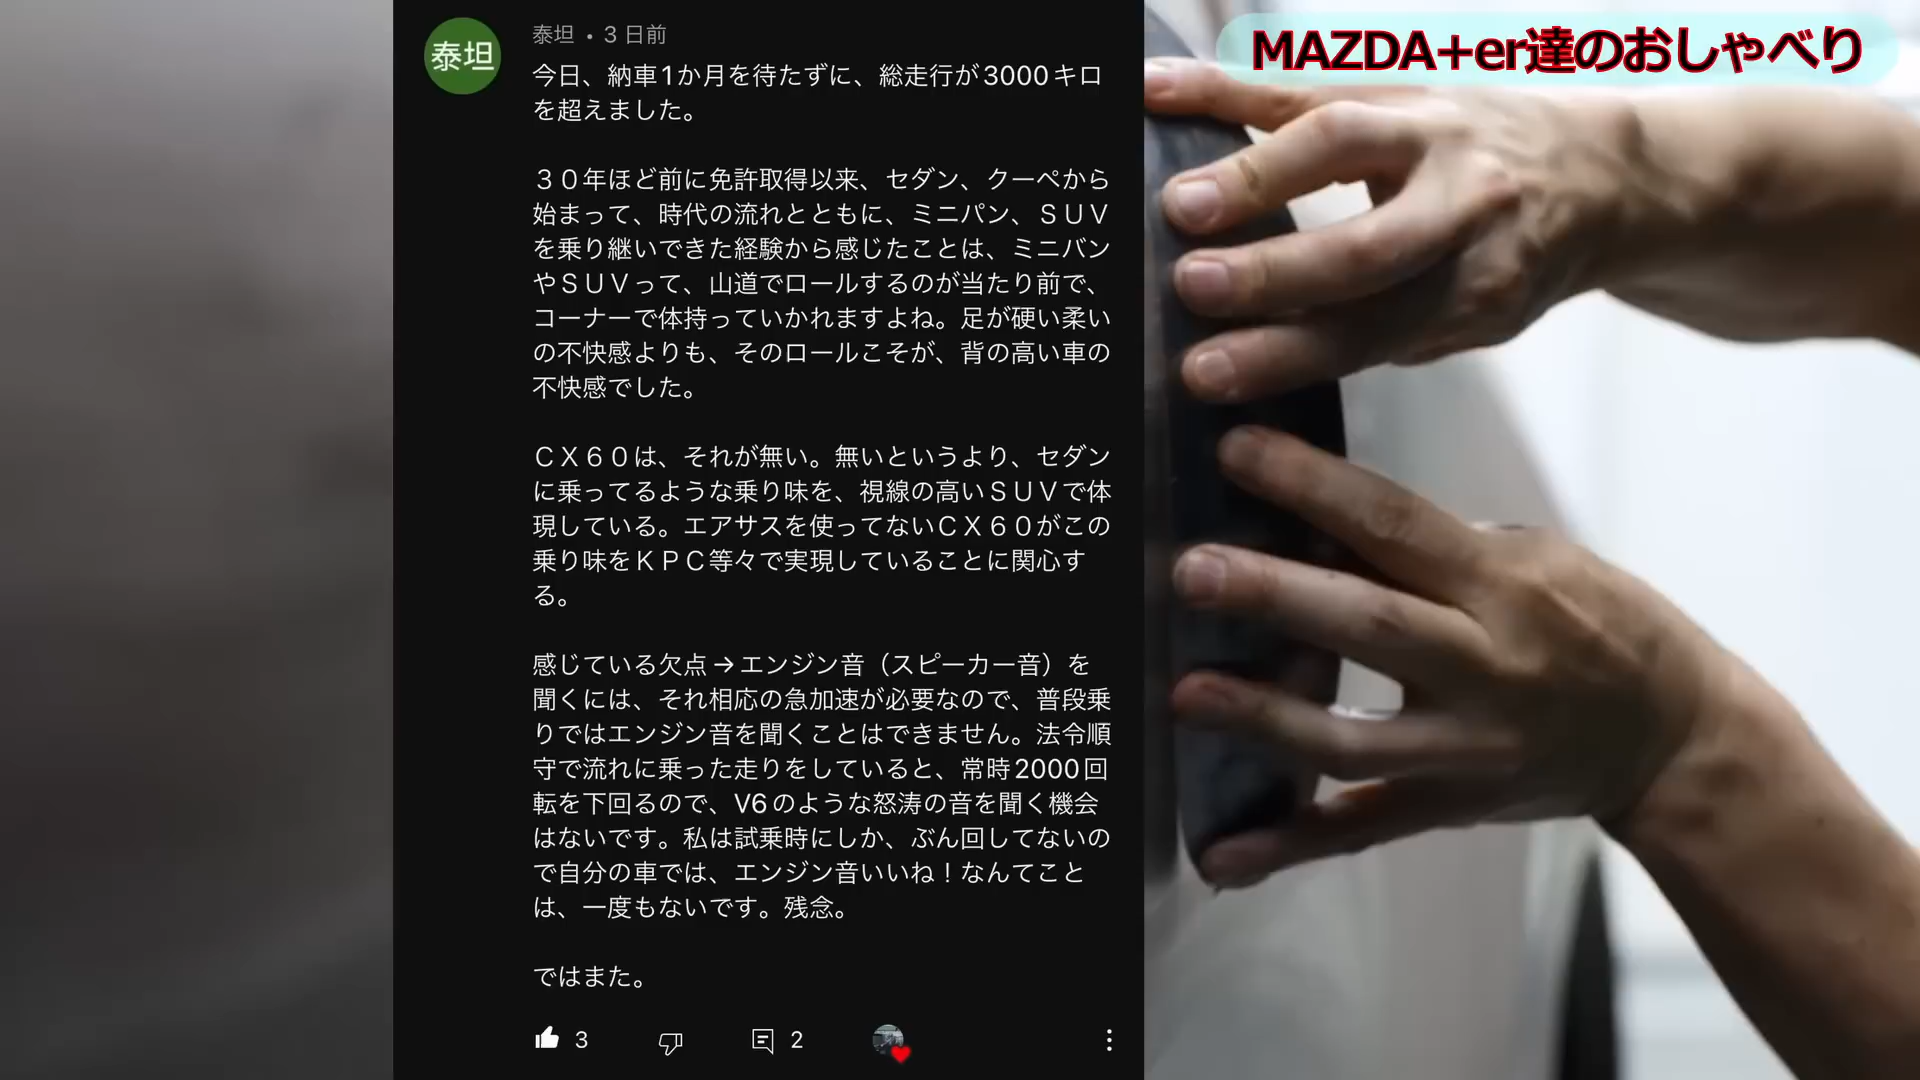 MAZDA+er達のおしゃべり
泰坦
泰坦 • 3 日前
今日、納車1か月を待たずに、総走行が3000キロ
を超えました。
３０年ほど前に免許取得以来、セダン、クーペから
始まって、時代の流れとともに、ミニパン、ＳＵＶ
を乗り継いできた経験から感じたことは、ミニバン
やＳＵＶって、山道でロールするのが当たり前で、
コーナーで体持っていかれますよね。足が硬い柔い
の不快感よりも、そのロールこそが、背の高い車の
不快感でした。
ＣＸ６０は、それが無い。無いというより、セダン
に乗ってるような乗り味を、視線の高いＳＵＶで体
現している。エアサスを使ってないＣＸ６０がこの
乗り味をＫＰＣ等々で実現していることに関心す
る。
感じている欠点→エンジン音（スピーカー音）を
聞くには、それ相応の急加速が必要なので、普段乗
りではエンジン音を聞くことはできません。法令順
守で流れに乗った走りをしていると、常時2000回
転を下回るので、V6のような怒涛の音を聞く機会
はないです。私は試乗時にしか、ぶん回してないの
で自分の車では、エンジン音いいね！なんてこと
は、一度もないです。残念。
ではまた。
3
2